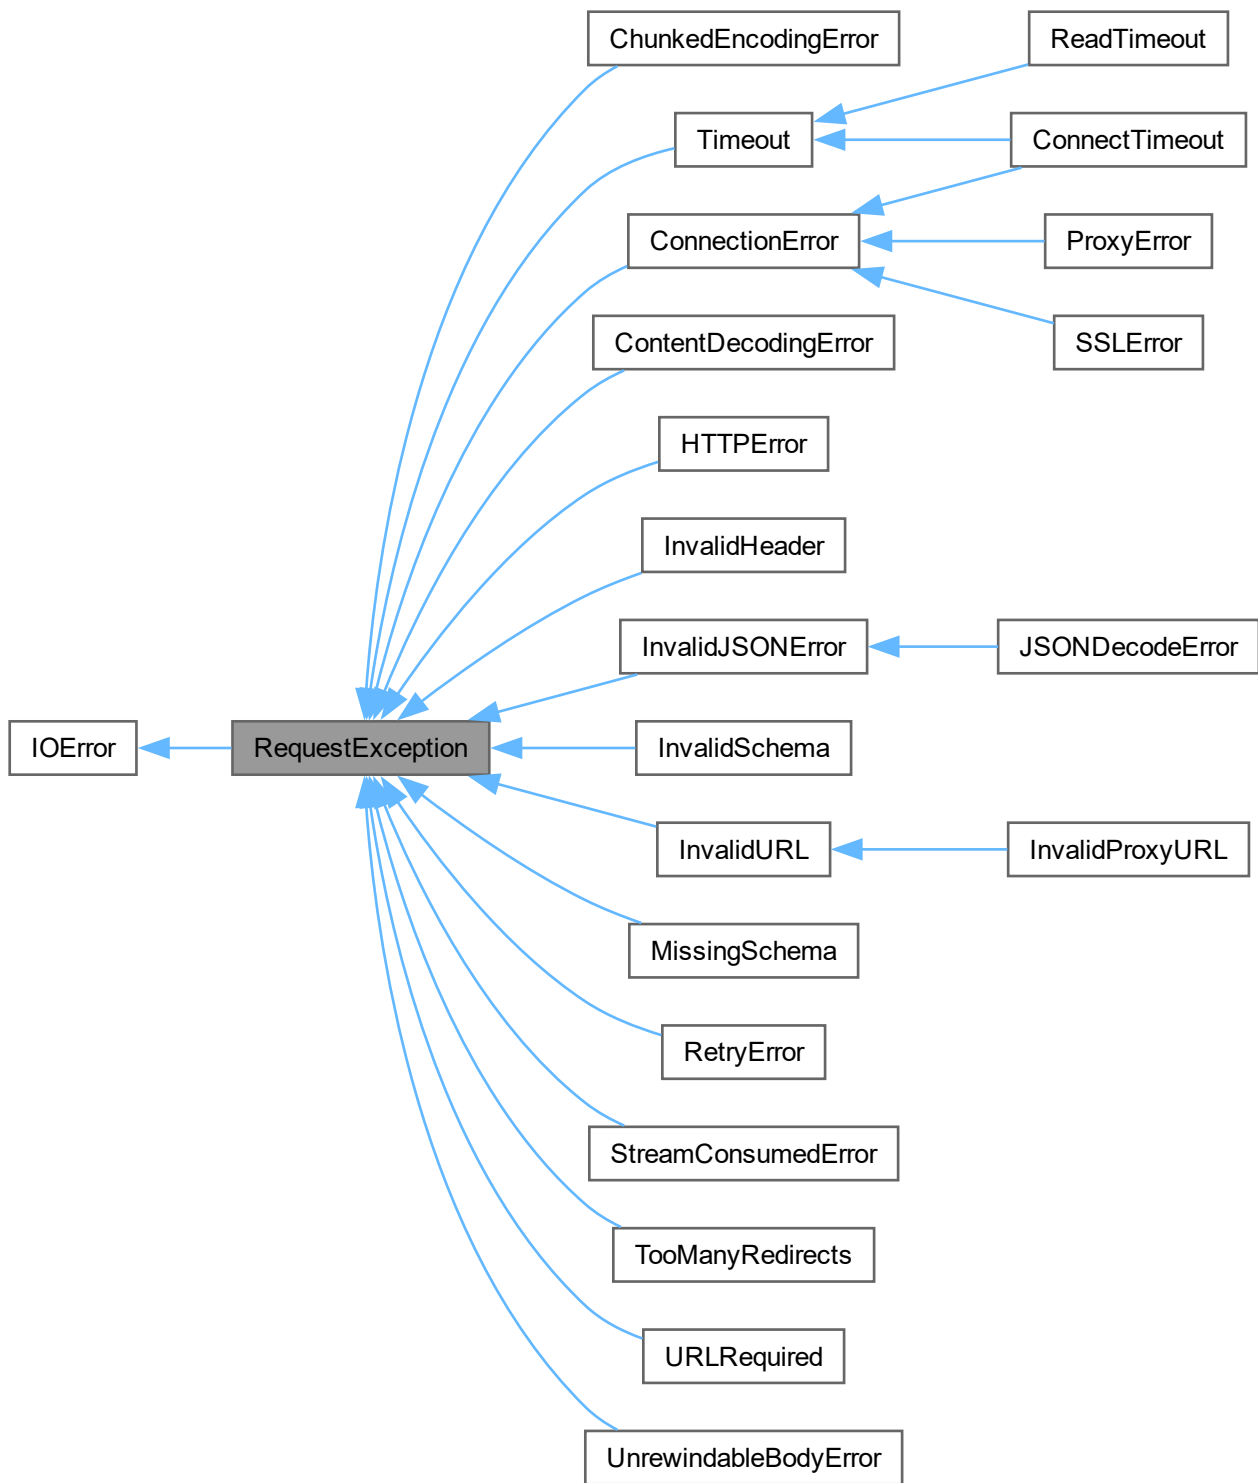 ChunkedEncodingError
ReadTimeout
Timeout
ConnectTimeout
ConnectionError
ProxyError
ContentDecodingError
SSLError
HTTPError
InvalidHeader
InvalidJSONError
JSONDecodeError
IOError
RequestException
InvalidSchema
InvalidURL
InvalidProxyURL
MissingSchema
RetryError
StreamConsumedError
TooManyRedirects
URLRequired
UnrewindableBodyError